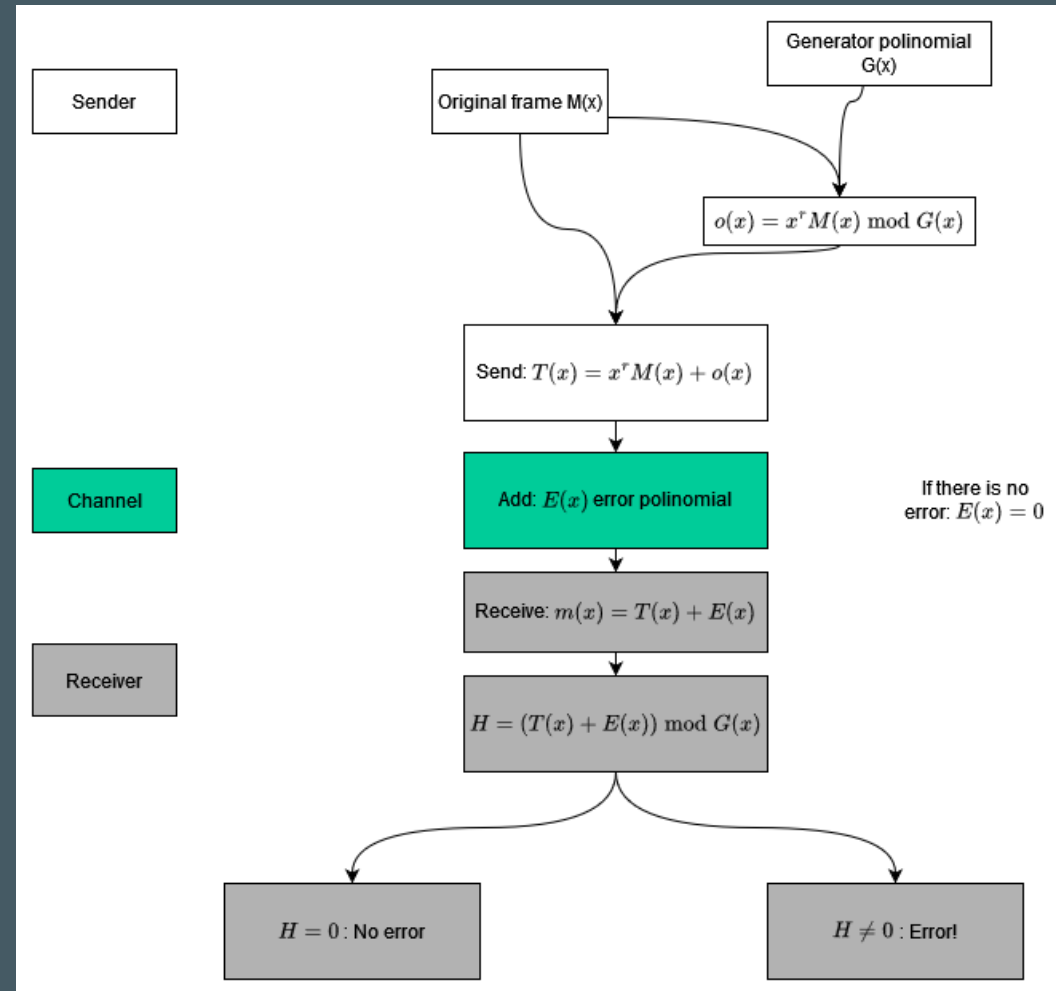 Generator polinomial
G(x)
Sender
Original frame M(x)
o(x) = x^r M(x) mod G(x)
Send: T(x) = x^r M(x) + o(x)
Channel
Add: E(x) error polinomial
If there is no
error: E(x) = 0
Receive: m(x) = T(x) + E(x)
Receiver
H = (T(x) + E(x)) mod G(x)
H = 0 : No error
H ≠ 0 : Error!